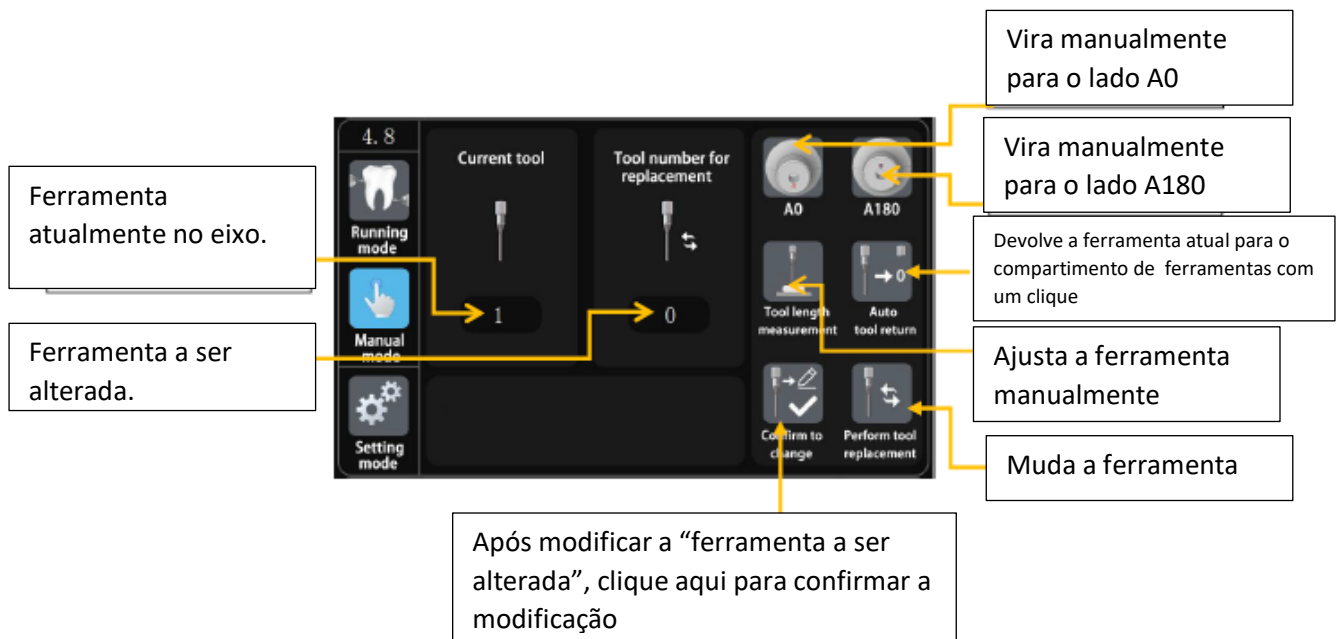 Vira manualmente
para o lado A0
Vira manualmente
para o lado A180
Devolve a ferramenta atual para o
compartimento de ferramentas com
um clique
Ajusta a ferramenta
manualmente
Muda a ferramenta
Ferramenta
atualmente no eixo.
Ferramenta a ser
alterada.
4.8
Running
mode
Manual
mode
Setting
mode
Current tool
1
Tool number for
replacement
0
A0
A180
Tool length
measurement
Auto
tool return
→0
Confirm to
change
Perform tool
replacement
Após modificar a “ferramenta a ser
alterada”, clique aqui para confirmar a
modificação